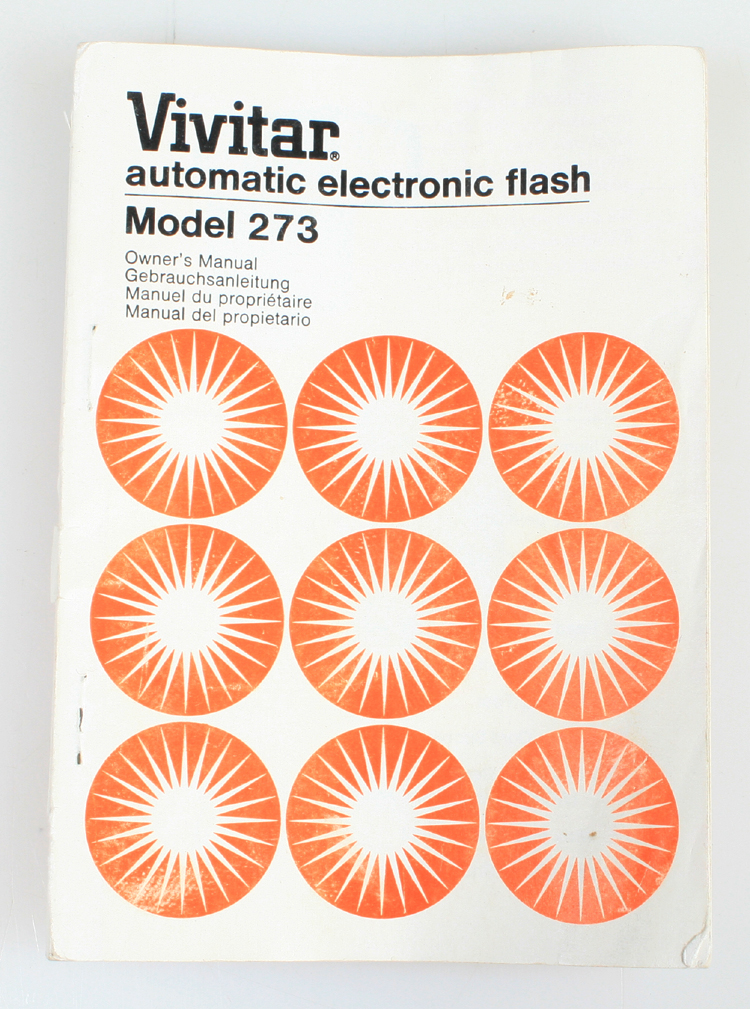 Vivitar®
automatic electronic flash
Model 273
Owner's Manual
Gebrauchsanleitung
Manuel du propriétaire
Manual del propietario